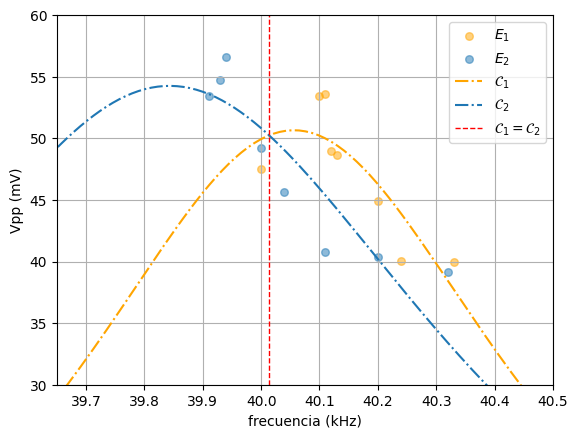 60
55
50
45
40
35
30
Vpp (mV)
E₁
E₂
𝒞₁
𝒞₂
𝒞₁ = 𝒞₂
39.7 39.8 39.9 40.0 40.1 40.2 40.3 40.4 40.5
frecuencia (kHz)